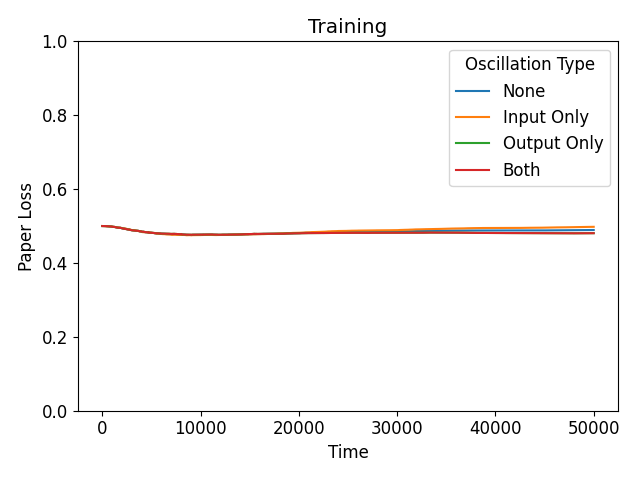 Training
Oscillation Type
None
Input Only
Output Only
Both
Paper Loss
1.0
0.8
0.6
0.4
0.2
0.0
0 10000 20000 30000 40000 50000
Time